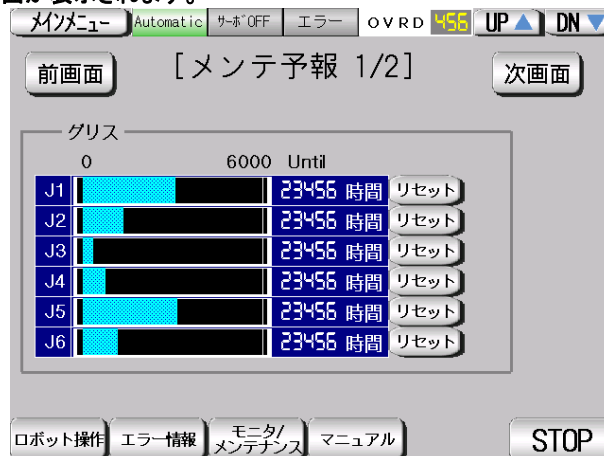 メインメニュー Automatic サーボOFF エラー OVRD 456 UP▲ DN▼
前画面 [メンテ予報 1/2] 次画面
グリス
0 6000 Until
J1 23456 時間 リセット
J2 23456 時間 リセット
J3 23456 時間 リセット
J4 23456 時間 リセット
J5 23456 時間 リセット
J6 23456 時間 リセット
ロボット操作 エラー情報 モニタ/メンテナンス マニュアル STOP